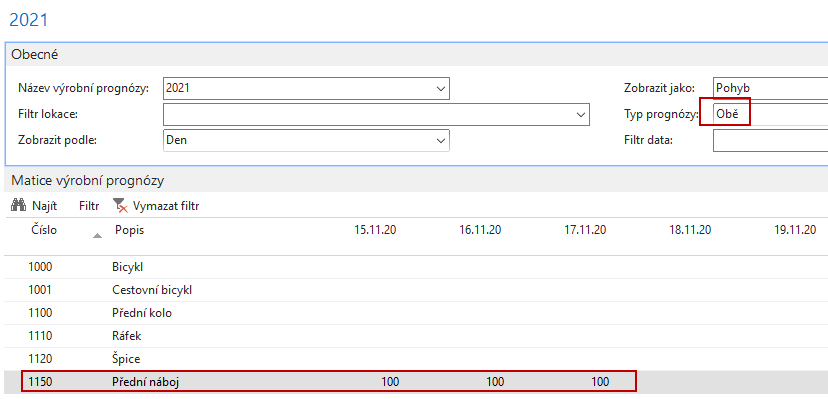 2021
Obecné
Název výrobní prognózy: 2021 Zobrazit jako: Pohyb
Filtr lokace: Typ prognózy: Obě
Zobrazit podle: Den Filtr data:
Matice výrobní prognózy
Najít Filtr Vymazat filtr
Číslo Popis 15.11.20 16.11.20 17.11.20 18.11.20 19.11.20
1000 Bicykl
1001 Cestovní bicykl
1100 Přední kolo
1110 Ráfek
1120 Špice
1150 Přední náboj 100 100 100